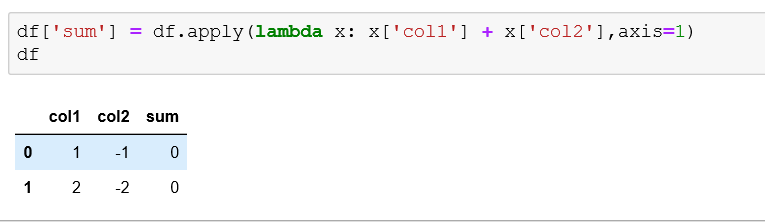 df['sum'] = df.apply(lambda x: x['col1'] + x['col2'],axis=1)
df
col1 col2 sum
0 1 -1 0
1 2 -2 0